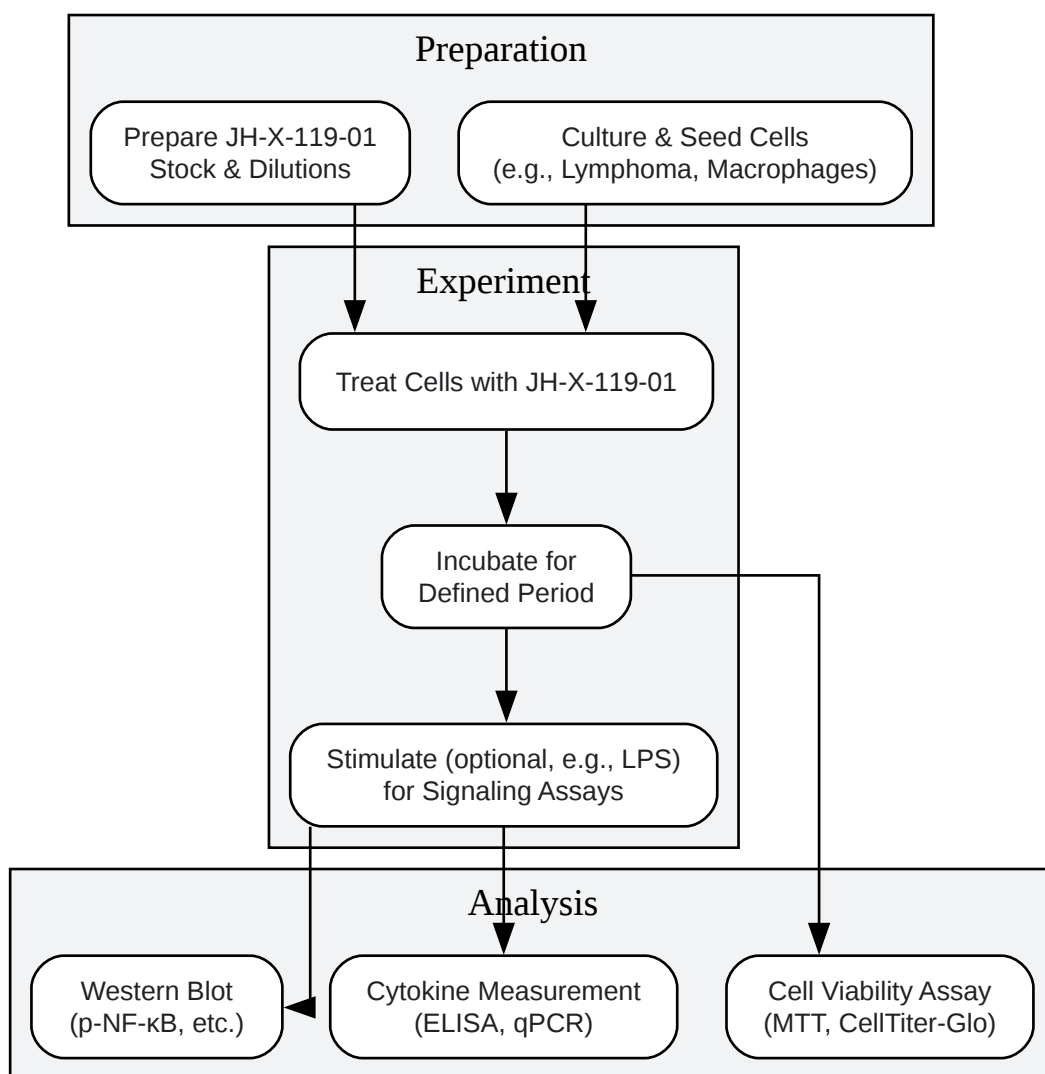 Preparation
Prepare JH-X-119-01
Stock & Dilutions
Culture & Seed Cells
(e.g., Lymphoma, Macrophages)
Experiment
Treat Cells with JH-X-119-01
Incubate for
Defined Period
Stimulate (optional, e.g., LPS)
for Signaling Assays
Analysis
Western Blot
(p-NF-κB, etc.)
Cytokine Measurement
(ELISA, qPCR)
Cell Viability Assay
(MTT, CellTiter-Glo)